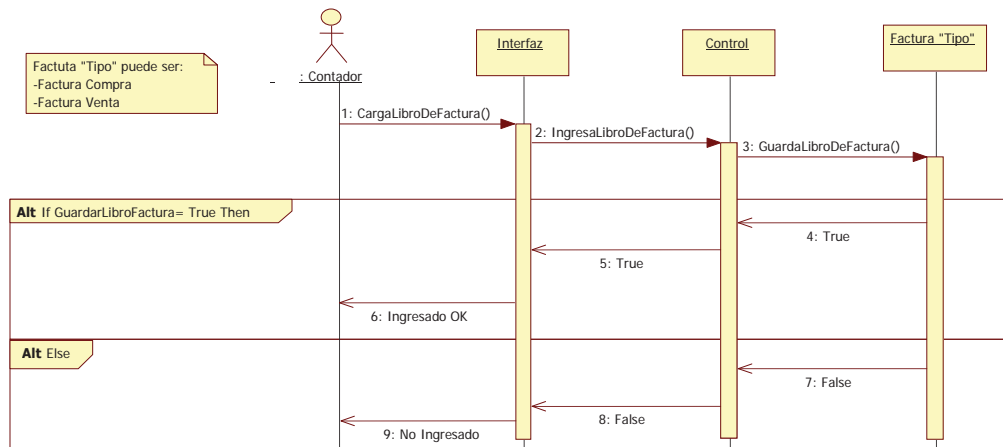 Factuta "Tipo" puede ser:
-Factura Compra
-Factura Venta
: Contador
Interfaz
Control
Factura "Tipo"
1: CargaLibroDeFactura()
2: IngresaLibroDeFactura()
3: GuardaLibroDeFactura()
Alt If GuardarLibroFactura= True Then
4: True
5: True
6: Ingresado OK
Alt Else
7: False
8: False
9: No Ingresado